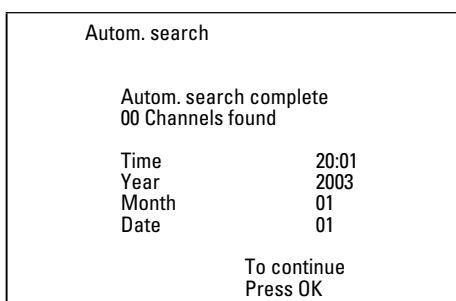 Autom. search
Autom. search complete
00 Channels found
Time 20:01
Year 2003
Month 01
Date 01
To continue
Press OK